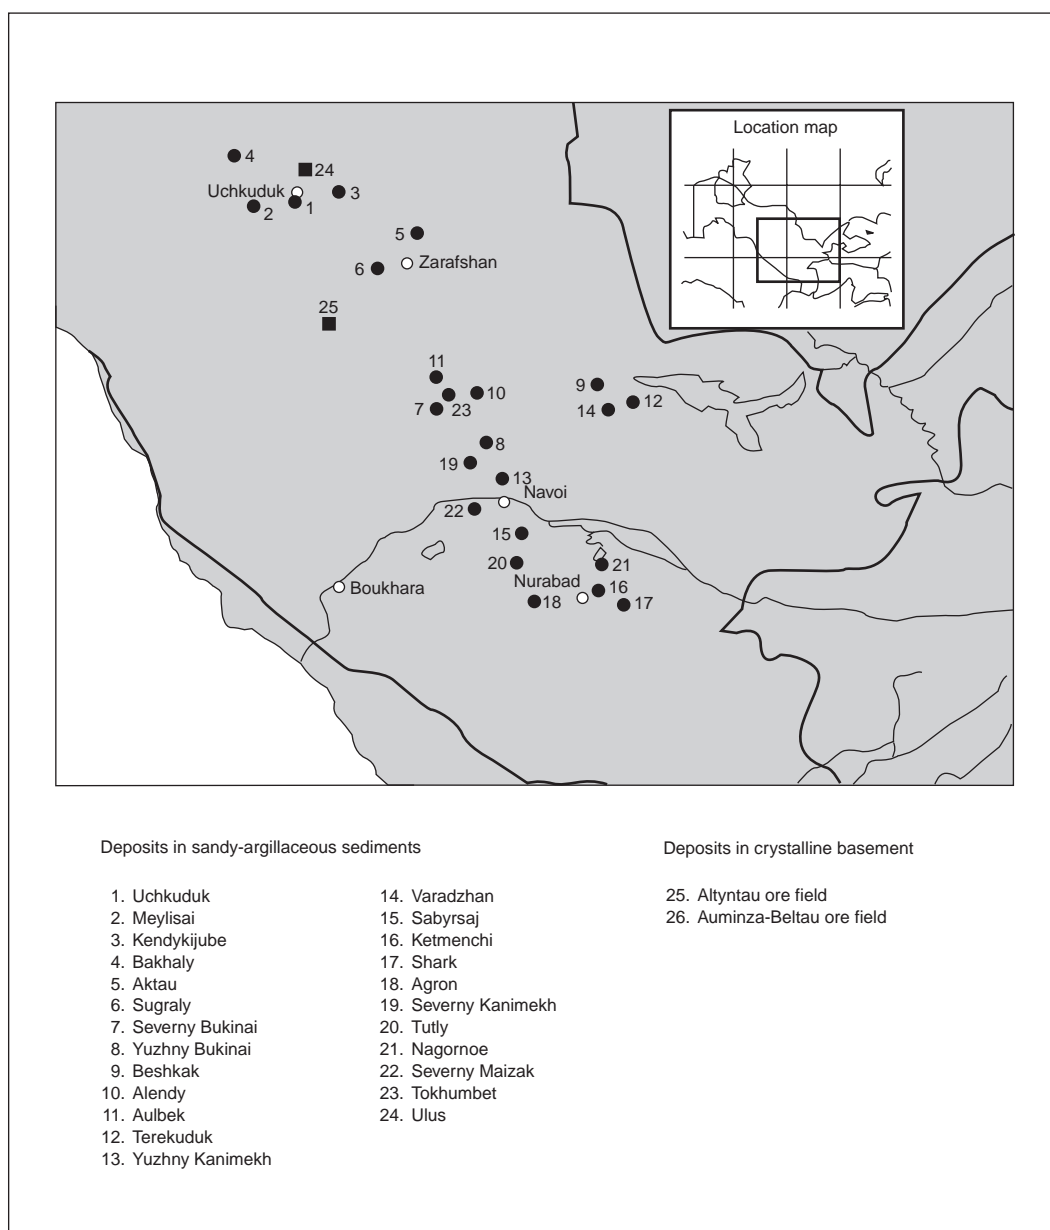 Location map
4
24
Uchkuduk
3
2
1
5
Zarafshan
6
25
11
10
9
12
7
23
14
8
19
13
Navoi
22
15
20
21
Nurabad
Boukhara
16
18
17
Deposits in sandy-argillaceous sediments
1. Uchkuduk
2. Meylisai
3. Kendykijube
4. Bakhaly
5. Aktau
6. Sugraly
7. Severny Bukinai
8. Yuzhny Bukinai
9. Beshkak
10. Alendy
11. Aulbek
12. Terekuduk
13. Yuzhny Kanimekh
14. Varadzhan
15. Sabyrsaj
16. Ketmenchi
17. Shark
18. Agron
19. Severny Kanimekh
20. Tutly
21. Nagornoe
22. Severny Maizak
23. Tokhumbet
24. Ulus
Deposits in crystalline basement
25. Altyntau ore field
26. Auminza-Beltau ore field